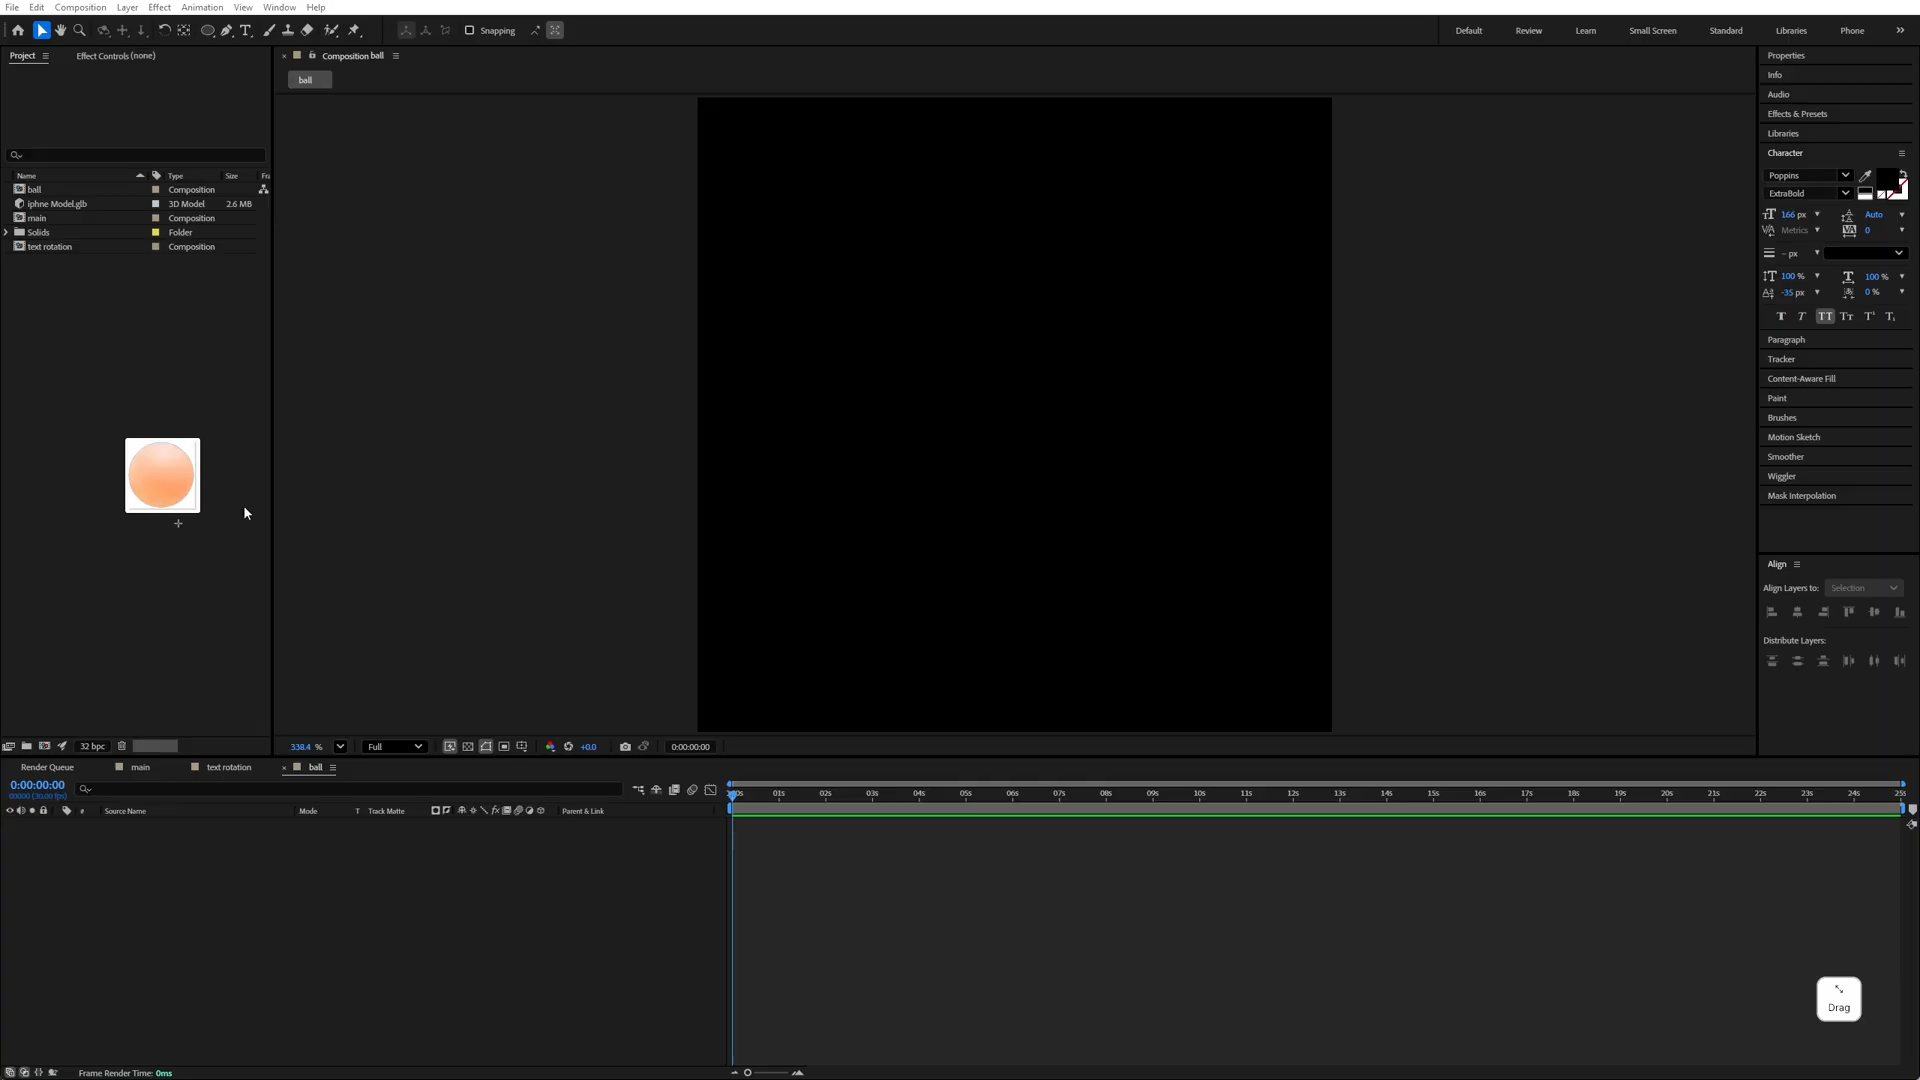 File Edit Composition Layer Effect Animation View Window Help
Snapping
Default Review Learn Small Screen Standard Libraries Phone
Project Effect Controls (none)
Composition ball
ball
Name Type Size Fr
ball Composition
iphne Model.glb 3D Model 2.6 MB
main Composition
Solids Folder
text rotation Composition
Properties
Info
Audio
Effects & Presets
Libraries
Character
Poppins
ExtraBold
166 px Auto
Metrics 0
- px
100 % 100 %
-35 px 0 %
Paragraph
Tracker
Content-Aware Fill
Paint
Brushes
Motion Sketch
Smoother
Wiggler
Mask Interpolation
Align
Align Layers to: Selection
Distribute Layers:
32 bpc
338.4 % Full +0.0 0:00:00:00
Render Queue main text rotation ball
0:00:00:00
00000 (30.00 fps)
# Source Name Mode T Track Matte Parent & Link
01s 02s 03s 04s 05s 06s 07s 08s 09s 10s 11s 12s 13s 14s 15s 16s 17s 18s 19s 20s 21s 22s 23s 24s 25s
Drag
Frame Render Time: 0ms